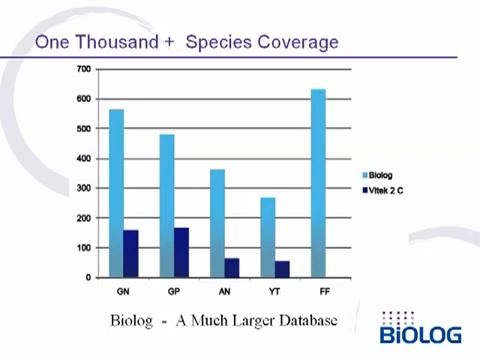 One Thousand + Species Coverage
700
600
500
400
300
200
100
0
GN GP AN YT FF
Biolog
Vitek 2 C
Biolog - A Much Larger Database
BiOLOG